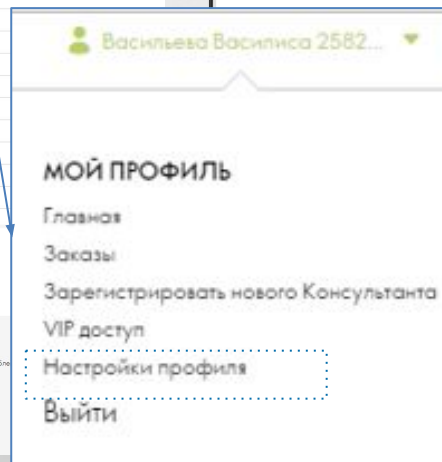 Васильева Василиса 2582...
МОЙ ПРОФИЛЬ
Главная
Заказы
Зарегистрировать нового Консультанта
VIP доступ
Настройки профиля
Выйти